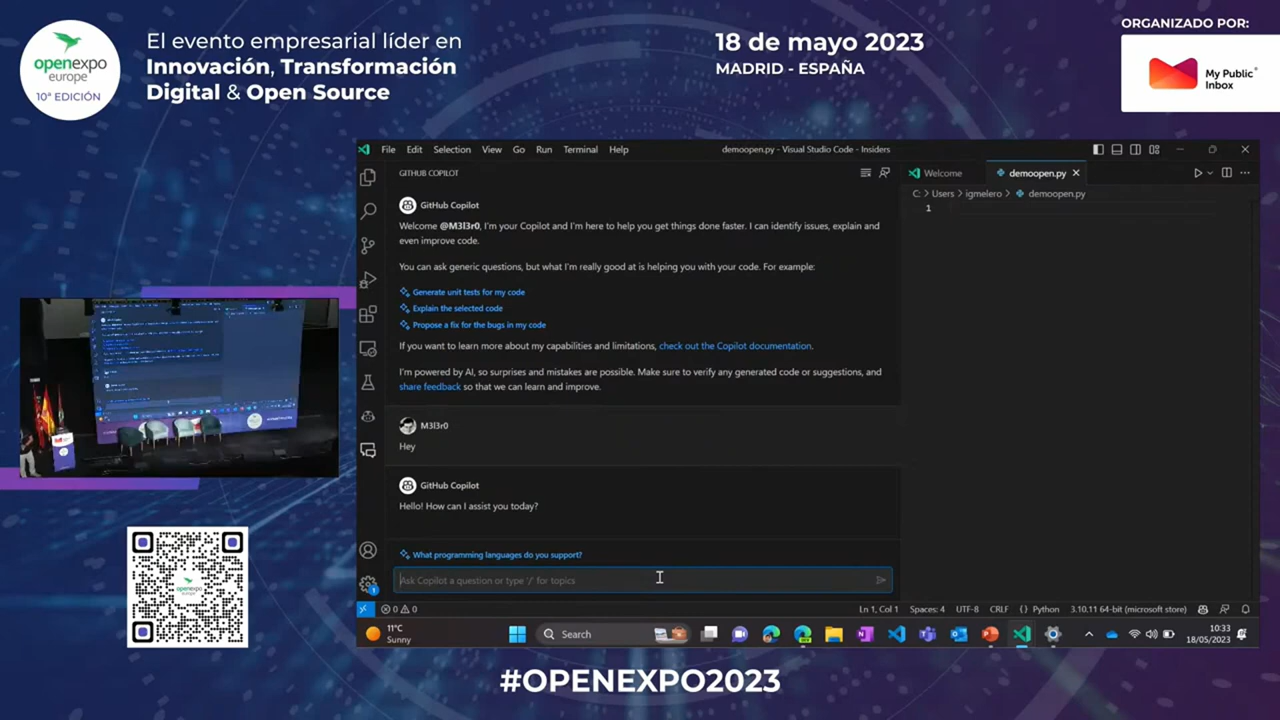 openexpo
europe
10ª EDICIÓN
El evento empresarial líder en
Innovación, Transformación
Digital & Open Source
18 de mayo 2023
MADRID - ESPAÑA
ORGANIZADO POR:
My Public
Inbox
File Edit Selection View Go Run Terminal Help
demoopen.py - Visual Studio Code - Insiders
GITHUB COPILOT
GitHub Copilot
Welcome @M3l3r0, I'm your Copilot and I'm here to help you get things done faster. I can identify issues, explain and
even improve code.
You can ask generic questions, but what I'm really good at is helping you with your code. For example:
Generate unit tests for my code
Explain the selected code
Propose a fix for the bugs in my code
If you want to learn more about my capabilities and limitations, check out the Copilot documentation.
I'm powered by AI, so surprises and mistakes are possible. Make sure to verify any generated code or suggestions, and
share feedback so that we can learn and improve.
M3l3r0
Hey
GitHub Copilot
Hello! How can I assist you today?
What programming languages do you support?
Ask Copilot a question or type '/' for topics
Welcome
demoopen.py
C: > Users > igmelero > demoopen.py
1
1
0 0
Ln 1, Col 1 Spaces: 4 UTF-8 CRLF Python 3.10.11 64-bit (microsoft store)
11°C
Sunny
Search
10:33
18/05/2023
openexpo
europe
#OPENEXPO2023